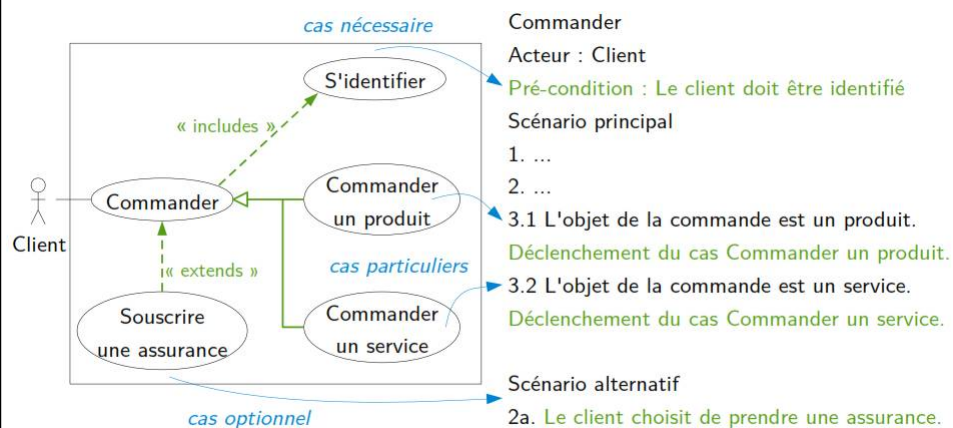 cas nécessaire
S'identifier
« includes »
Client
Commander
Commander
un produit
« extends »
cas particuliers
Souscrire
une assurance
Commander
un service
cas optionnel
Commander
Acteur : Client
Pré-condition : Le client doit être identifié
Scénario principal
1. ...
2. ...
3.1 L'objet de la commande est un produit.
Déclenchement du cas Commander un produit.
3.2 L'objet de la commande est un service.
Déclenchement du cas Commander un service.
Scénario alternatif
2a. Le client choisit de prendre une assurance.